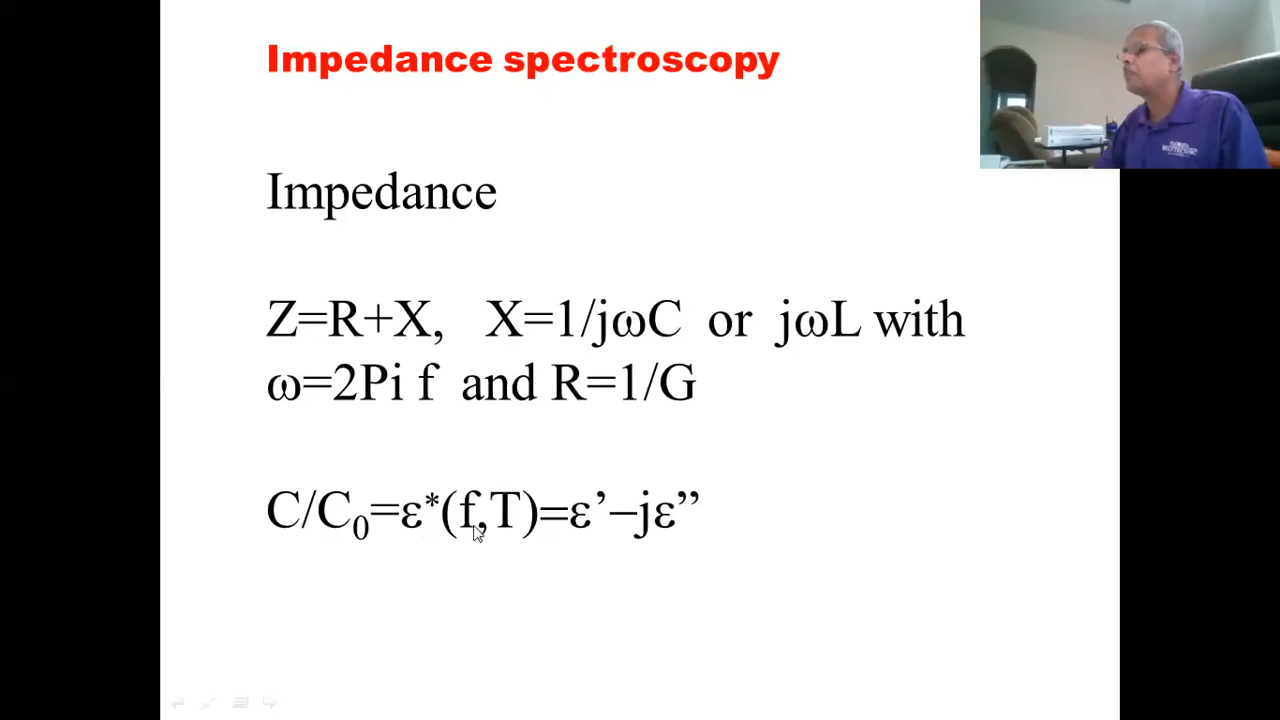 Impedance spectroscopy
Impedance
Z=R+X, X=1/jωC or jωL with
ω=2Pi f and R=1/G
C/C₀=ε*(f,T)=ε’–jε”